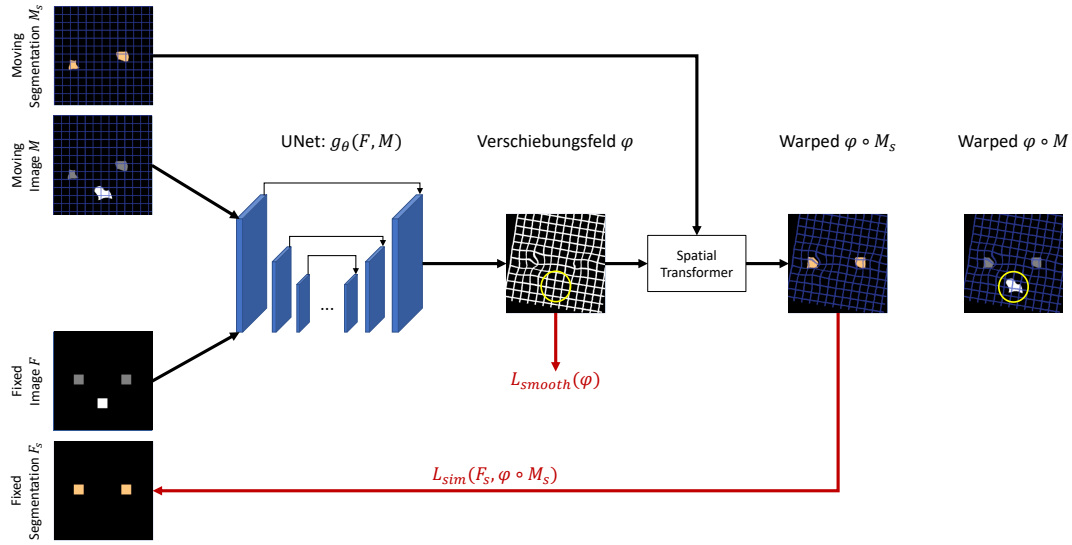 Moving
Segmentation M_s
Moving
Image M
UNet: g_θ(F, M)
Verschiebungsfeld φ
Warped φ ∘ M_s
Warped φ ∘ M
Spatial
Transformer
...
Fixed
Image F
L_smooth(φ)
Fixed
Segmentation F_s
L_sim(F_s, φ ∘ M_s)